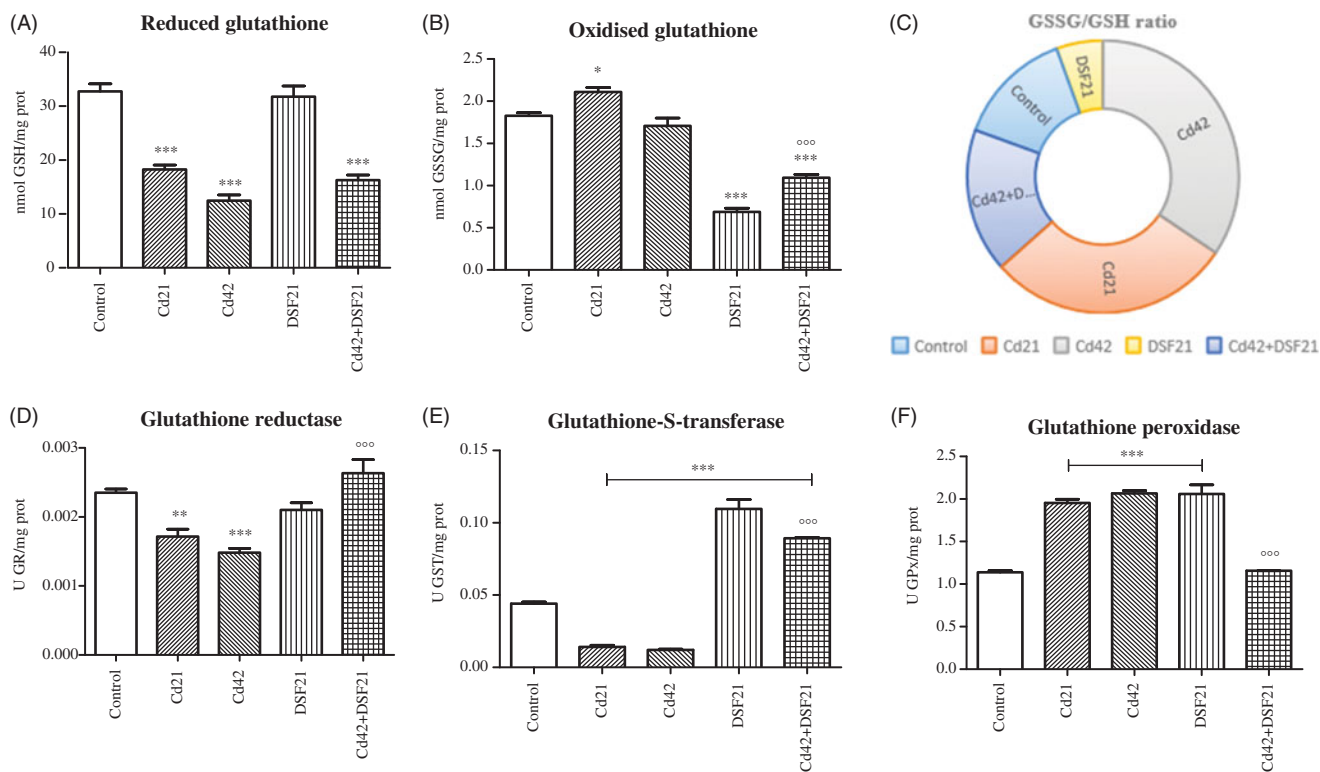 (A)
Reduced glutathione
nmol GSH/mg prot
40
30
20
10
0
***
***
***
Control
Cd21
Cd42
DSF21
Cd42+DSF21
(B)
Oxidised glutathione
nmol GSSG/mg prot
2.5
2.0
1.5
1.0
0.5
0.0
*
***
°°°
***
Control
Cd21
Cd42
DSF21
Cd42+DSF21
(C)
GSSG/GSH ratio
DSF21
Control
Cd42
Cd42+D...
Cd21
Control Cd21 Cd42 DSF21 Cd42+DSF21
(D)
Glutathione reductase
U GR/mg prot
0.003
0.002
0.001
0.000
**
***
°°°
Control
Cd21
Cd42
DSF21
Cd42+DSF21
(E)
Glutathione-S-transferase
U GST/mg prot
0.15
0.10
0.05
0.00
***
°°°
Control
Cd21
Cd42
DSF21
Cd42+DSF21
(F)
Glutathione peroxidase
U GPx/mg prot
2.5
2.0
1.5
1.0
0.5
0.0
***
°°°
Control
Cd21
Cd42
DSF21
Cd42+DSF21